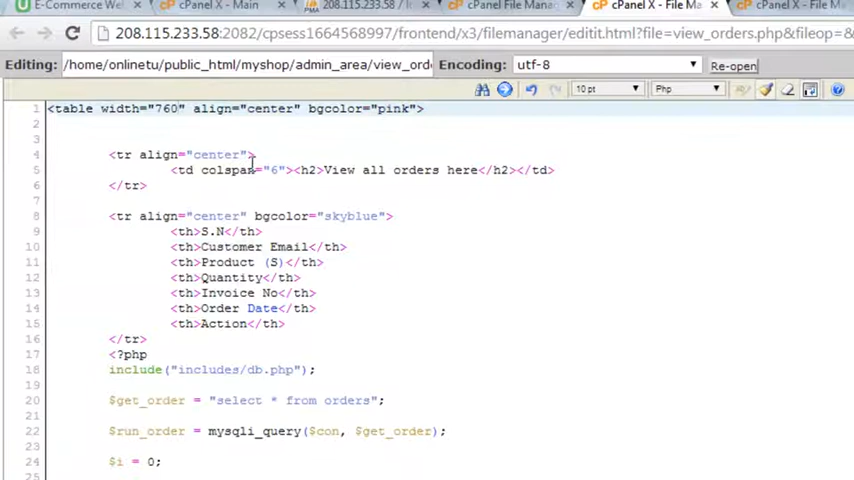 E-Commerce Web
cPanel X - Main
208.115.233.58 / l
cPanel File Manag
cPanel X - File M
cPanel X - File Ma
208.115.233.58:2082/cpsess1664568997/frontend/x3/filemanager/editit.html?file=view_orders.php&fileop=&
Editing: /home/onlinetu/public_html/myshop/admin_area/view_ord Encoding: utf-8 Re-open
10 pt Php
1 <table width="760" align="center" bgcolor="pink">
2
3
4 <tr align="center">
5 <td colspan="6"><h2>View all orders here</h2></td>
6 </tr>
7
8 <tr align="center" bgcolor="skyblue">
9 <th>S.N</th>
10 <th>Customer Email</th>
11 <th>Product (S)</th>
12 <th>Quantity</th>
13 <th>Invoice No</th>
14 <th>Order Date</th>
15 <th>Action</th>
16 </tr>
17 <?php
18 include("includes/db.php");
19
20 $get_order = "select * from orders";
21
22 $run_order = mysqli_query($con, $get_order);
23
24 $i = 0;
25